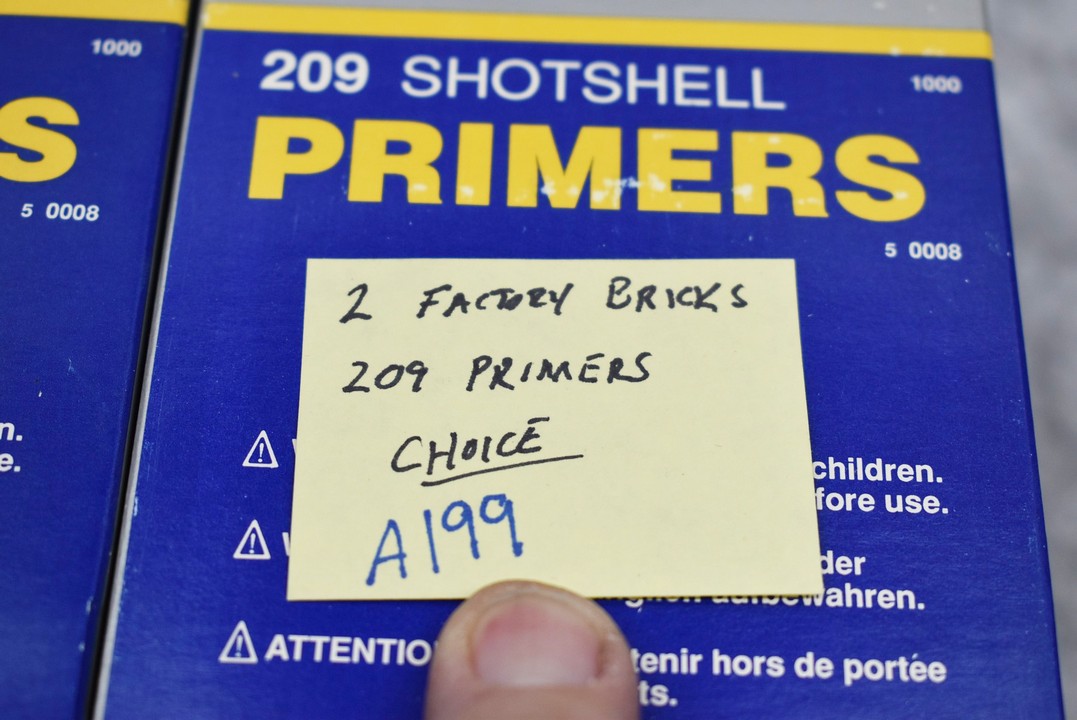 1000
S
5 0008
n.
e.
209 SHOTSHELL
1000
PRIMERS
5 0008
2 FACTORY BRICKS
209 PRIMERS
CHOICE
A199
children.
fore use.
der
aufbewahren.
ATTENTIO
tenir hors de portée
ts.